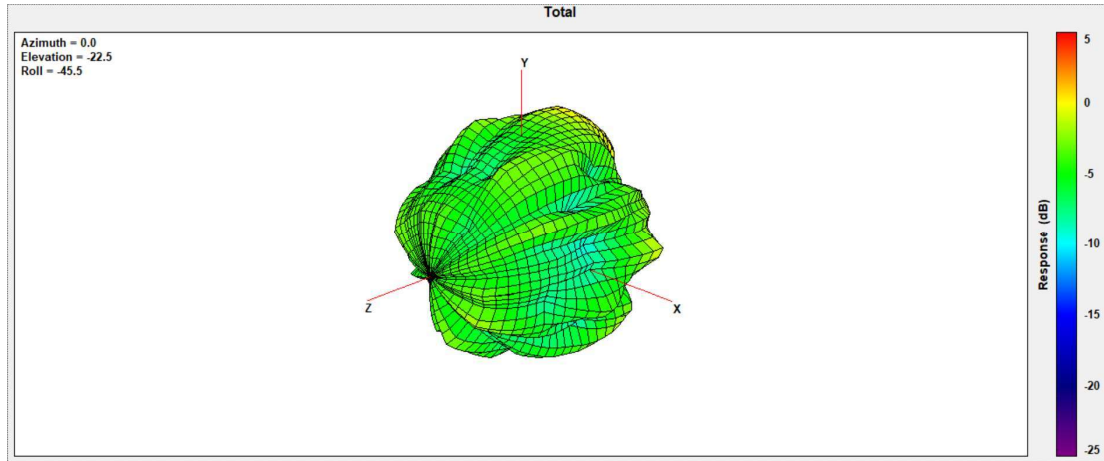 Total
Azimuth = 0.0
Elevation = -22.5
Roll = -45.5
Y
Z
X
5
0
-5
-10
-15
-20
-25
Response (dB)